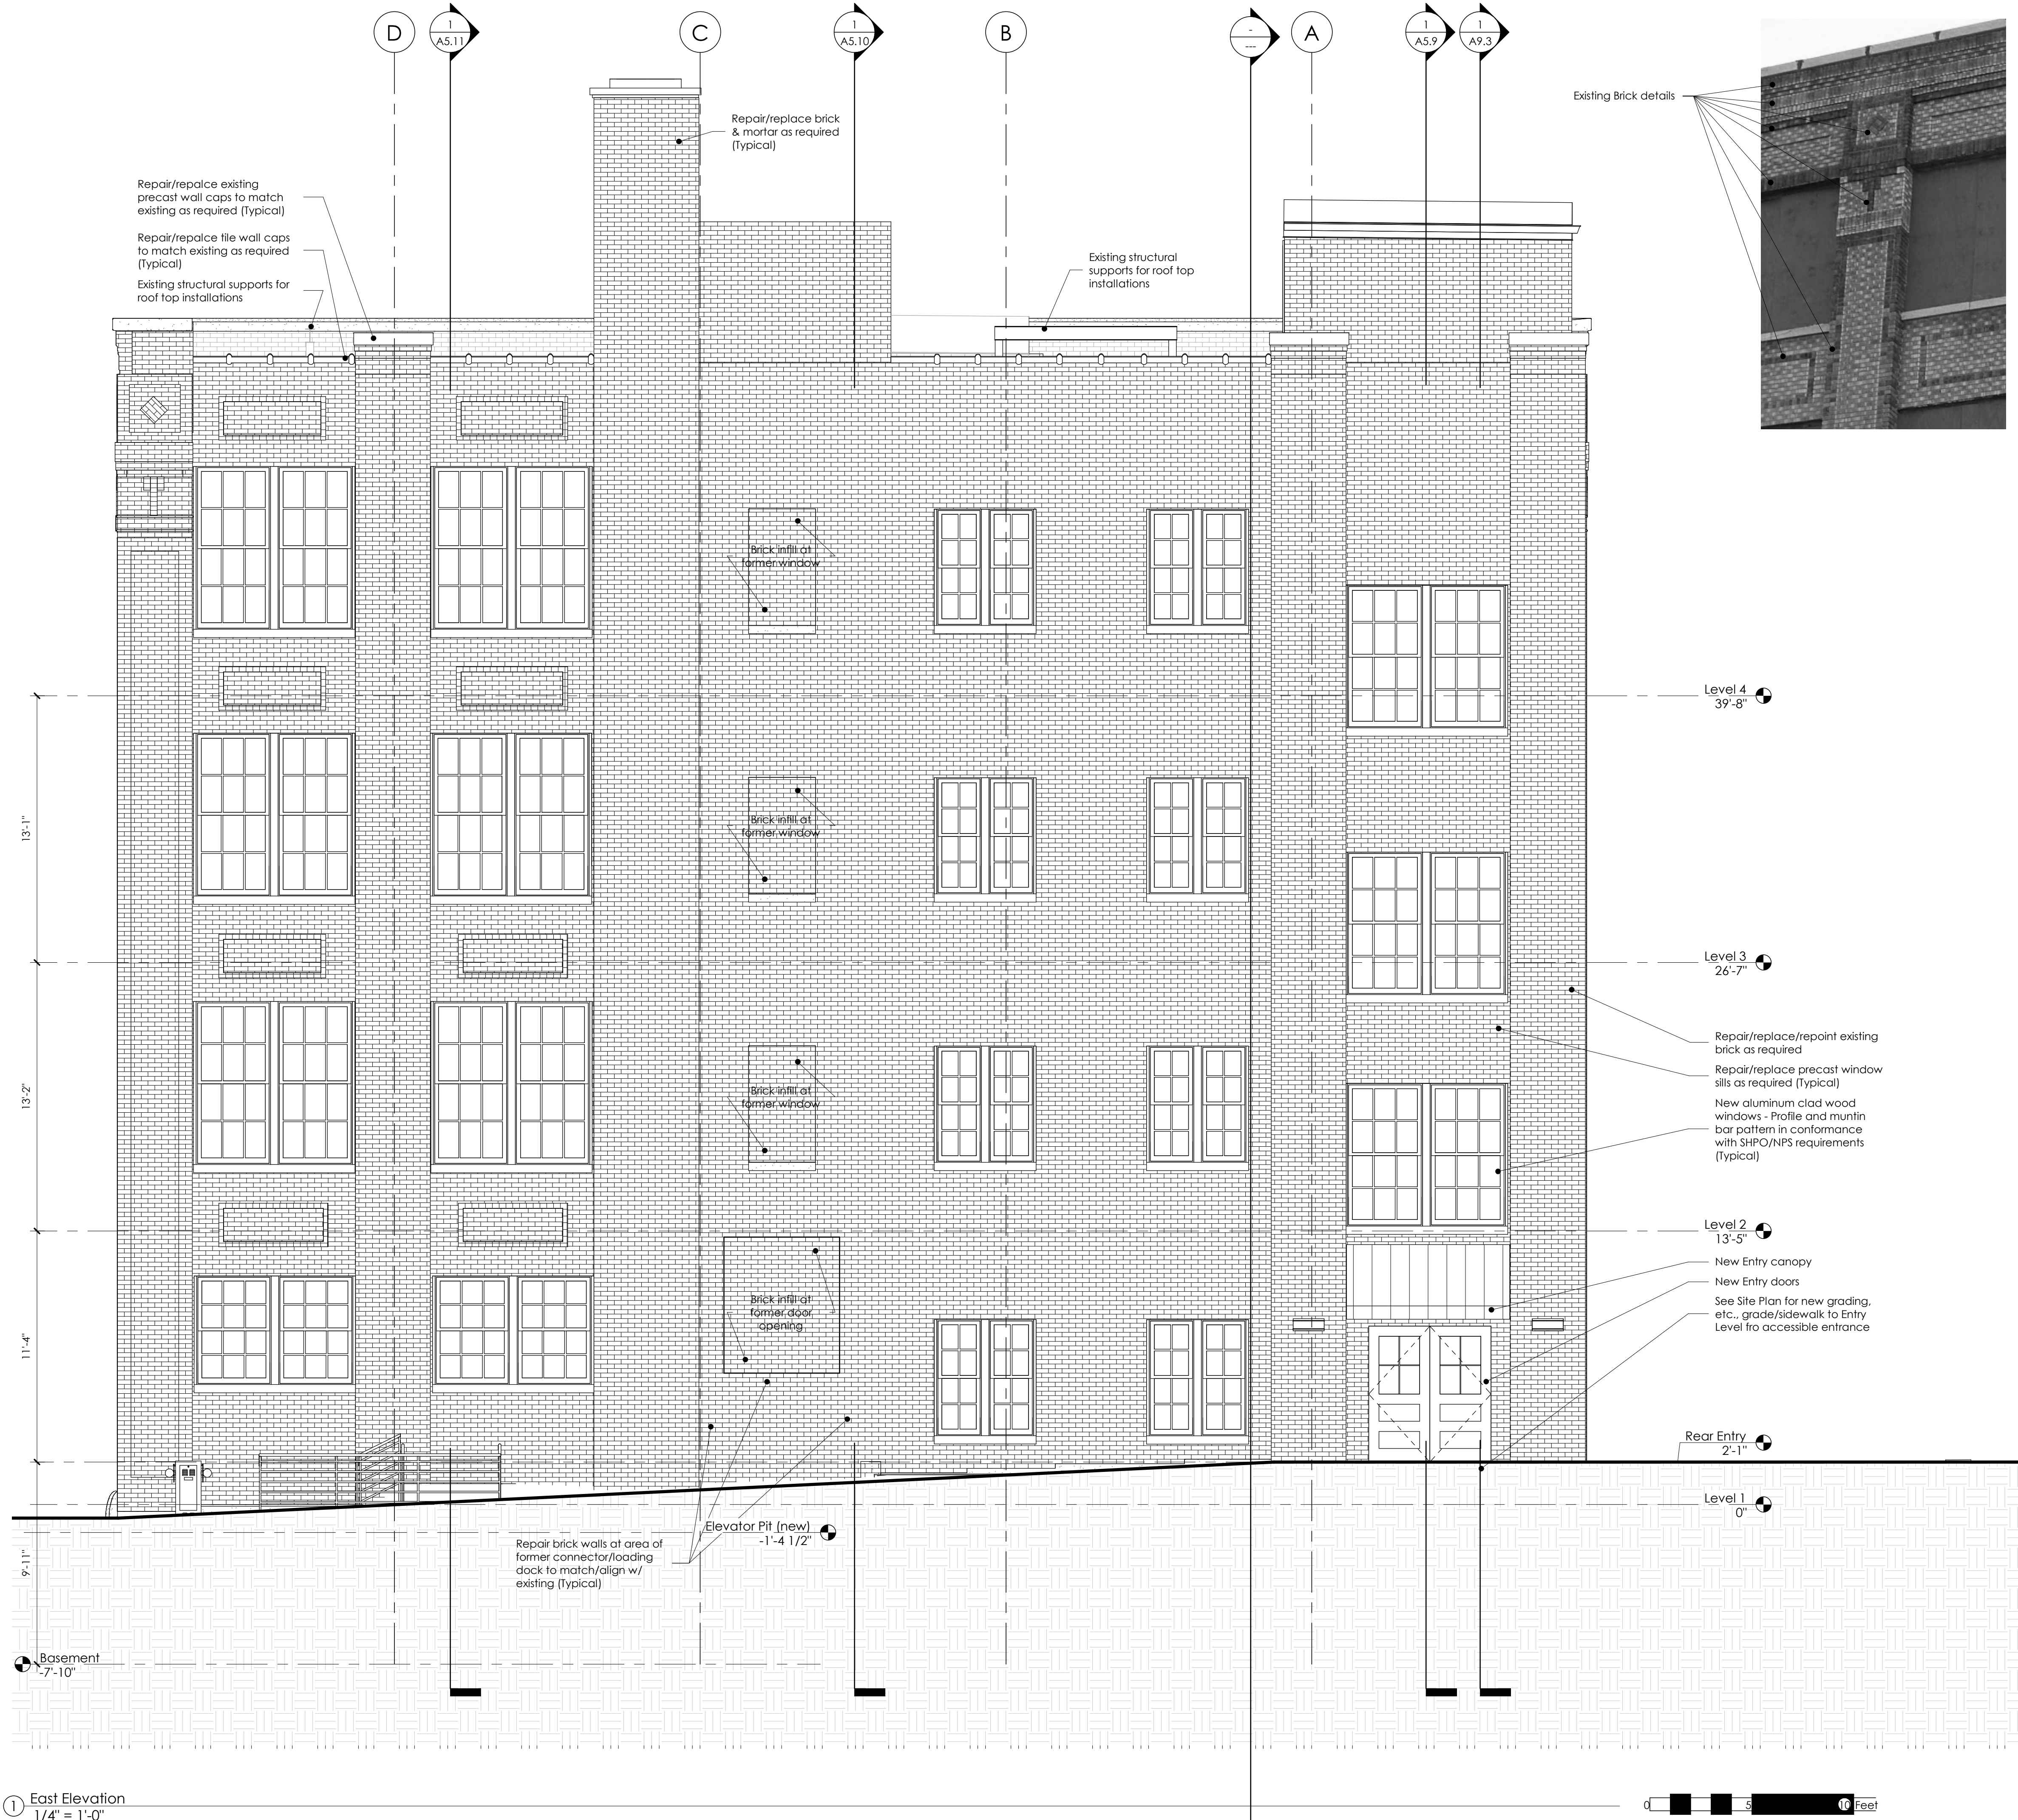 D
1
A5.11
C
1
A5.10
B
-
---
A
1
A5.9
1
A9.3
Existing Brick details
Repair/replace brick
& mortar as required
(Typical)
Repair/repalce existing
precast wall caps to match
existing as required (Typical)
Repair/repalce tile wall caps
to match existing as required
(Typical)
Existing structural supports for
roof top installations
Existing structural
supports for roof top
installations
Brick infill at
former window
Level 4
39'-8"
13'-1"
Brick infill at
former window
Level 3
26'-7"
Repair/replace/repoint existing
brick as required
Repair/replace precast window
sills as required (Typical)
New aluminum clad wood
windows - Profile and muntin
bar pattern in conformance
with SHPO/NPS requirements
(Typical)
13'-2"
Brick infill at
former window
Level 2
13'-5"
New Entry canopy
New Entry doors
See Site Plan for new grading,
etc., grade/sidewalk to Entry
Level fro accessible entrance
11'-4"
Brick infill at
former door
opening
Rear Entry
2'-1"
Level 1
0"
Elevator Pit (new)
-1'-4 1/2"
Repair brick walls at area of
former connector/loading
dock to match/align w/
existing (Typical)
9'-11"
Basement
-7'-10"
1
East Elevation
1/4" = 1'-0"
0 5 10 Feet